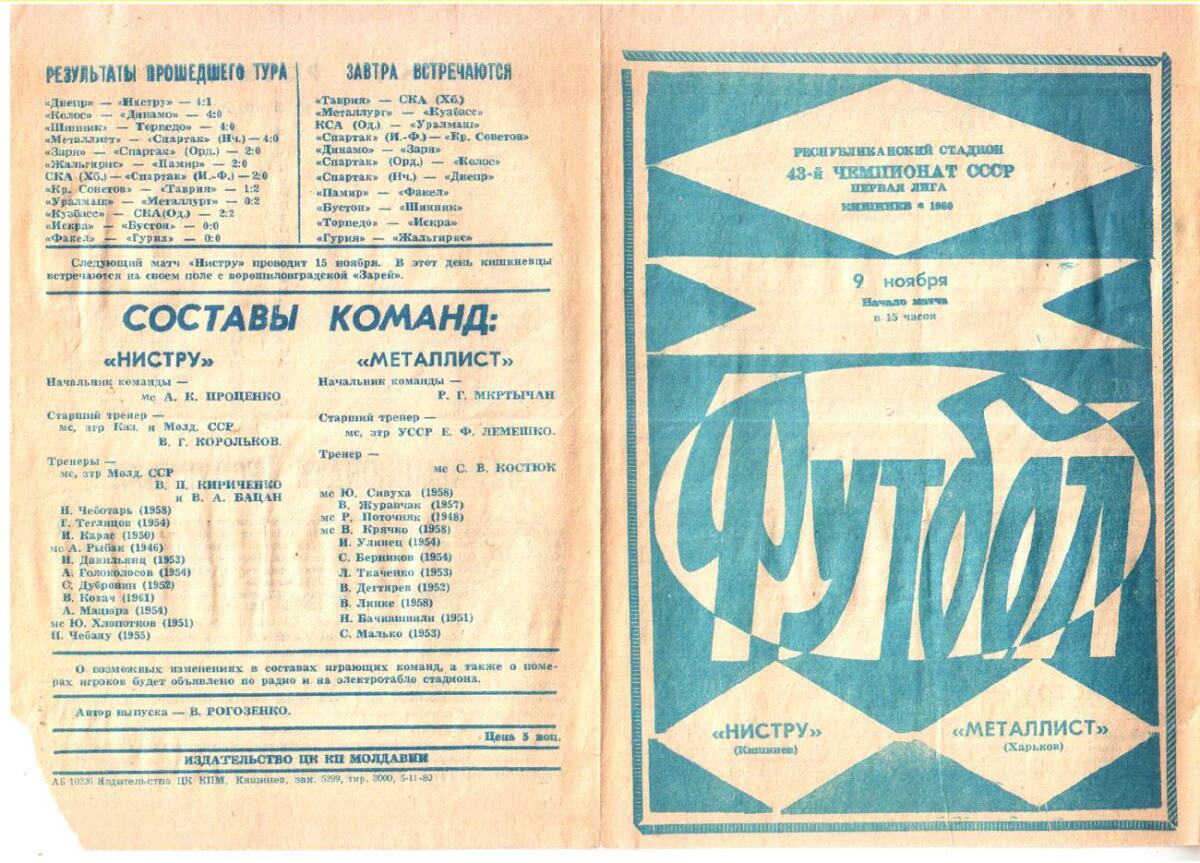 РЕЗУЛЬТАТЫ ПРОШЕДШЕГО ТУРА
«Днепр» — «Нистру» — 4:1
«Колос» — «Динамо» — 4:0
«Шинник» — Торпедо» — 4:0
«Металлист» — «Спартак» (Нч.) — 4:0
«Заря» — «Спартак» (Орд.) — 2:0
«Жальгирис» — «Памир» — 2:0
СКА (Хб.) — «Спартак» (И.-Ф.) — 2:0
«Кр. Советов» — «Таврия» — 1:2
«Уралмаш» — «Металлург» — 0:2
«Кузбасс» — СКА (Од.) — 2:2
«Искра» — «Бустон» — 0:0
«Факел» — «Гурия» — 0:0
ЗАВТРА ВСТРЕЧАЮТСЯ
«Таврия» — СКА (Хб.)
«Металлург» — «Кузбасс»
КСА (Од.) — «Уралмаш»
«Спартак» (И.-Ф.) — «Кр. Советов»
«Динамо» — «Заря»
«Спартак» (Орд.) — «Колос»
«Спартак» (Нч.) — «Днепр»
«Памир» — «Факел»
«Бустон» — «Шинник»
«Торпедо» — «Искра»
«Гурия» — «Жальгирис»
Следующий матч «Нистру» проводит 15 ноября. В этот день кишиневцы
встречаются на своем поле с ворошиловградской «Зарей».
СОСТАВЫ КОМАНД:
«НИСТРУ»
Начальник команды —
мс А. К. ПРОЦЕНКО
Старший тренер —
мс, зтр Каз. и Молд. ССР
В. Г. КОРОЛЬКОВ.
Тренеры —
мс, зтр Молд. ССР
В. П. КИРИЧЕНКО
и В. А. БАЦАН
Н. Чеботарь (1958)
Г. Тегляцов (1954)
И. Карас (1950)
мс А. Рыбак (1946)
И. Данильянц (1953)
А. Голоколосов (1954)
С. Дубровин (1952)
В. Ковач (1961)
А. Мацюра (1954)
мс Ю. Хлопотнов (1951)
П. Чебану (1955)
«МЕТАЛЛИСТ»
Начальник команды —
Р. Г. МКРТЫЧАН
Старший тренер —
мс, зтр УССР Е. Ф. ЛЕМЕШКО.
Тренер —
мс С. В. КОСТЮК
мс Ю. Сивуха (1958)
В. Журавчак (1957)
мс Р. Поточняк (1948)
мс В. Крячко (1958)
И. Улинец (1954)
С. Берников (1954)
Л. Ткаченко (1953)
В. Дегтярев (1952)
В. Линке (1958)
Н. Бачиашвили (1951)
С. Малько (1953)
О возможных изменениях в составах играющих команд, а также о номе-
рах игроков будет объявлено по радио и на электротабло стадиона.
Автор выпуска — В. РОГОЗЕНКО.
Цена 5 коп.
ИЗДАТЕЛЬСТВО ЦК КП МОЛДАВИИ
АБ 10236 Издательство ЦК КПМ, Кишинев, зак. 5299, тир. 3000, 5-11-80
РЕСПУБЛИКАНСКИЙ СТАДИОН
43-й ЧЕМПИОНАТ СССР
ПЕРВАЯ ЛИГА
КИШИНЕВ • 1980
9 ноября
Начало матча
в 15 часов
ФУТБОЛ
«НИСТРУ»
(Кишинев)
«МЕТАЛЛИСТ»
(Харьков)